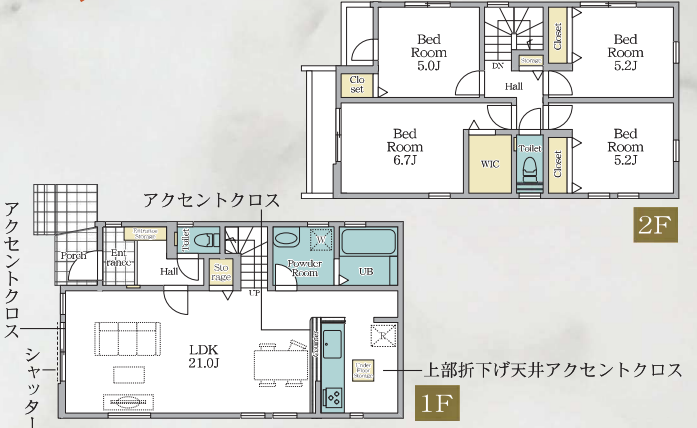 Bed
Room
5.0J
Closet
Bed
Room
5.2J
Storage
DN
Hall
Clo
set
Bed
Room
6.7J
WIC
Toilet
Closet
Bed
Room
5.2J
2F
アクセントクロス
アクセントクロス
シャッター
Porch
Ent
rance
Entrance
Storage
Toilet
Hall
Sto
rage
UP
Powder
Room
W
UB
LDK
21.0J
Counter
R
Under
Floor
Storage
上部折下げ天井アクセントクロス
1F